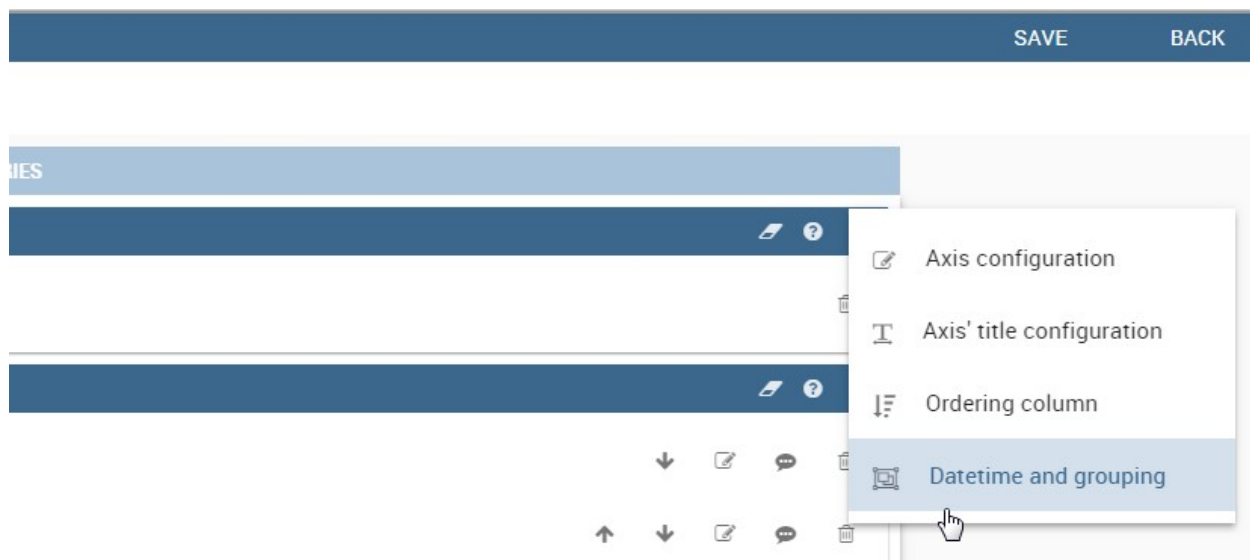 SAVE BACK
RIES
Axis configuration
Axis' title configuration
Ordering column
Datetime and grouping